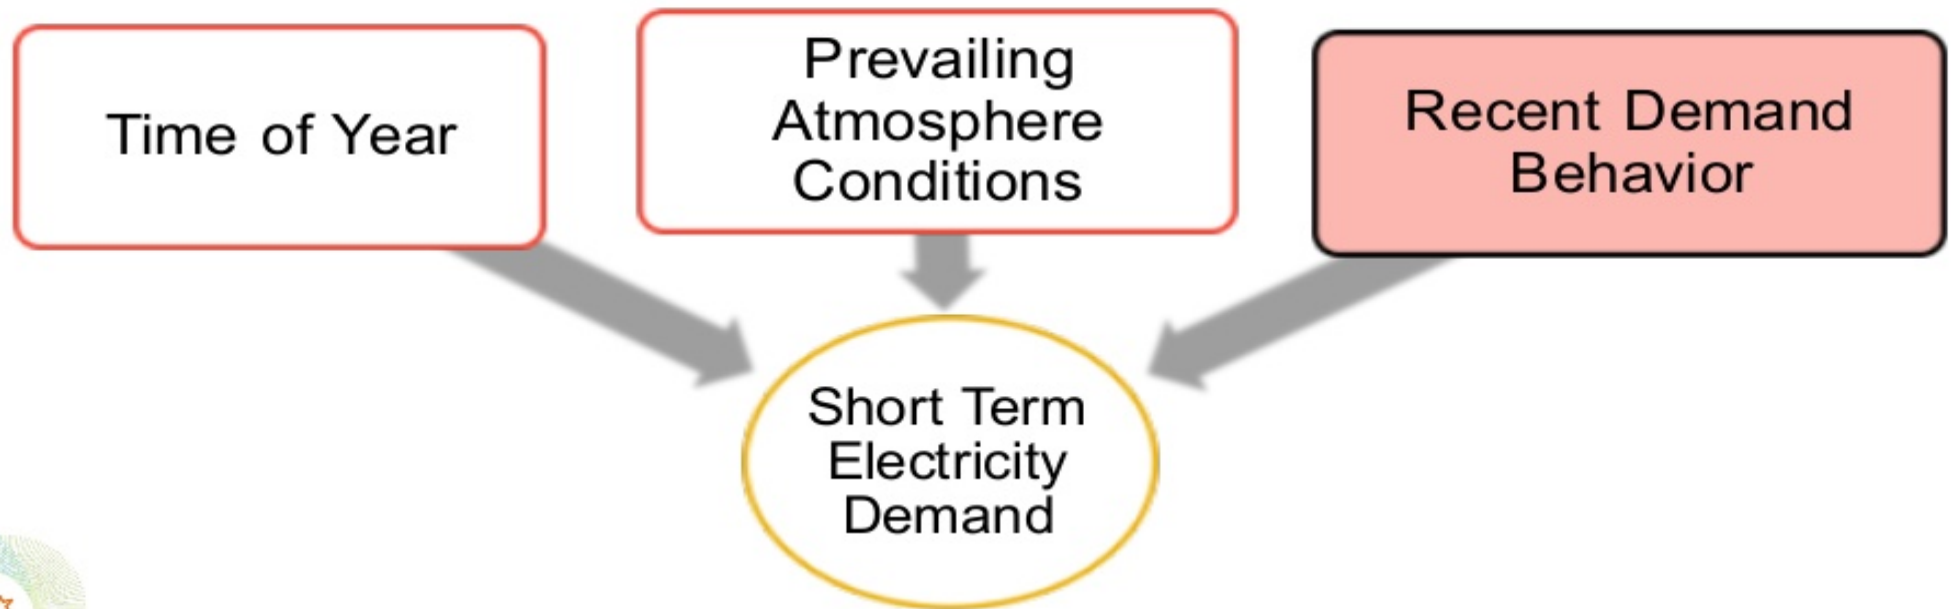 Time of Year
Prevailing
Atmosphere
Conditions
Recent Demand
Behavior
Short Term
Electricity
Demand